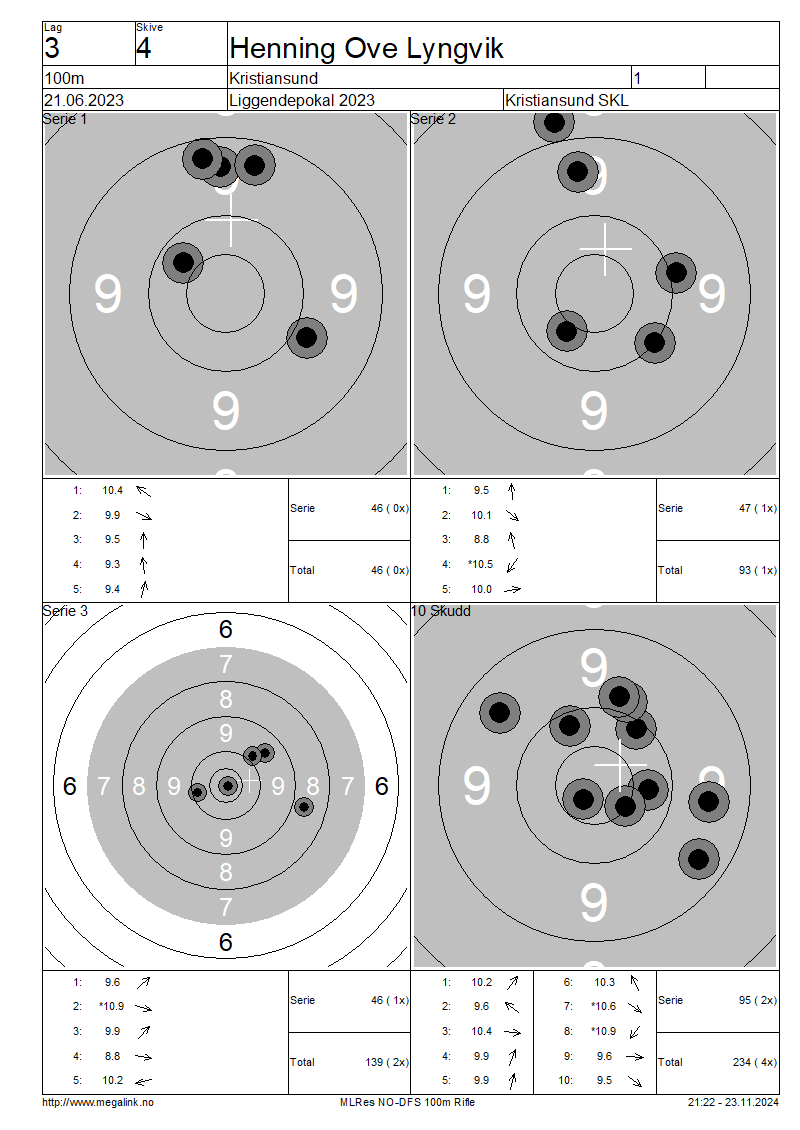 Lag Skive
3 4 Henning Ove Lyngvik
100m Kristiansund 1
21.06.2023 Liggendepokal 2023 Kristiansund SKL
Serie 1 Serie 2
9 9
9 9 9 9
9 9
1: 10.4 1: 9.5
2: 9.9 Serie 46 ( 0x) 2: 10.1 Serie 47 ( 1x)
3: 9.5 3: 8.8
4: 9.3 Total 46 ( 0x) 4: *10.5 Total 93 ( 1x)
5: 9.4 5: 10.0
Serie 3 10 Skudd
6
7 9
8
9
6 7 8 9 9 8 7 6 9 9
9
8 9
7
6
1: 9.6 1: 10.2 6: 10.3
2: *10.9 Serie 46 ( 1x) 2: 9.6 7: *10.6 Serie 95 ( 2x)
3: 9.9 3: 10.4 8: *10.9
4: 8.8 Total 139 ( 2x) 4: 9.9 9: 9.6 Total 234 ( 4x)
5: 10.2 5: 9.9 10: 9.5
http://www.megalink.no MLRes NO-DFS 100m Rifle 21:22 - 23.11.2024